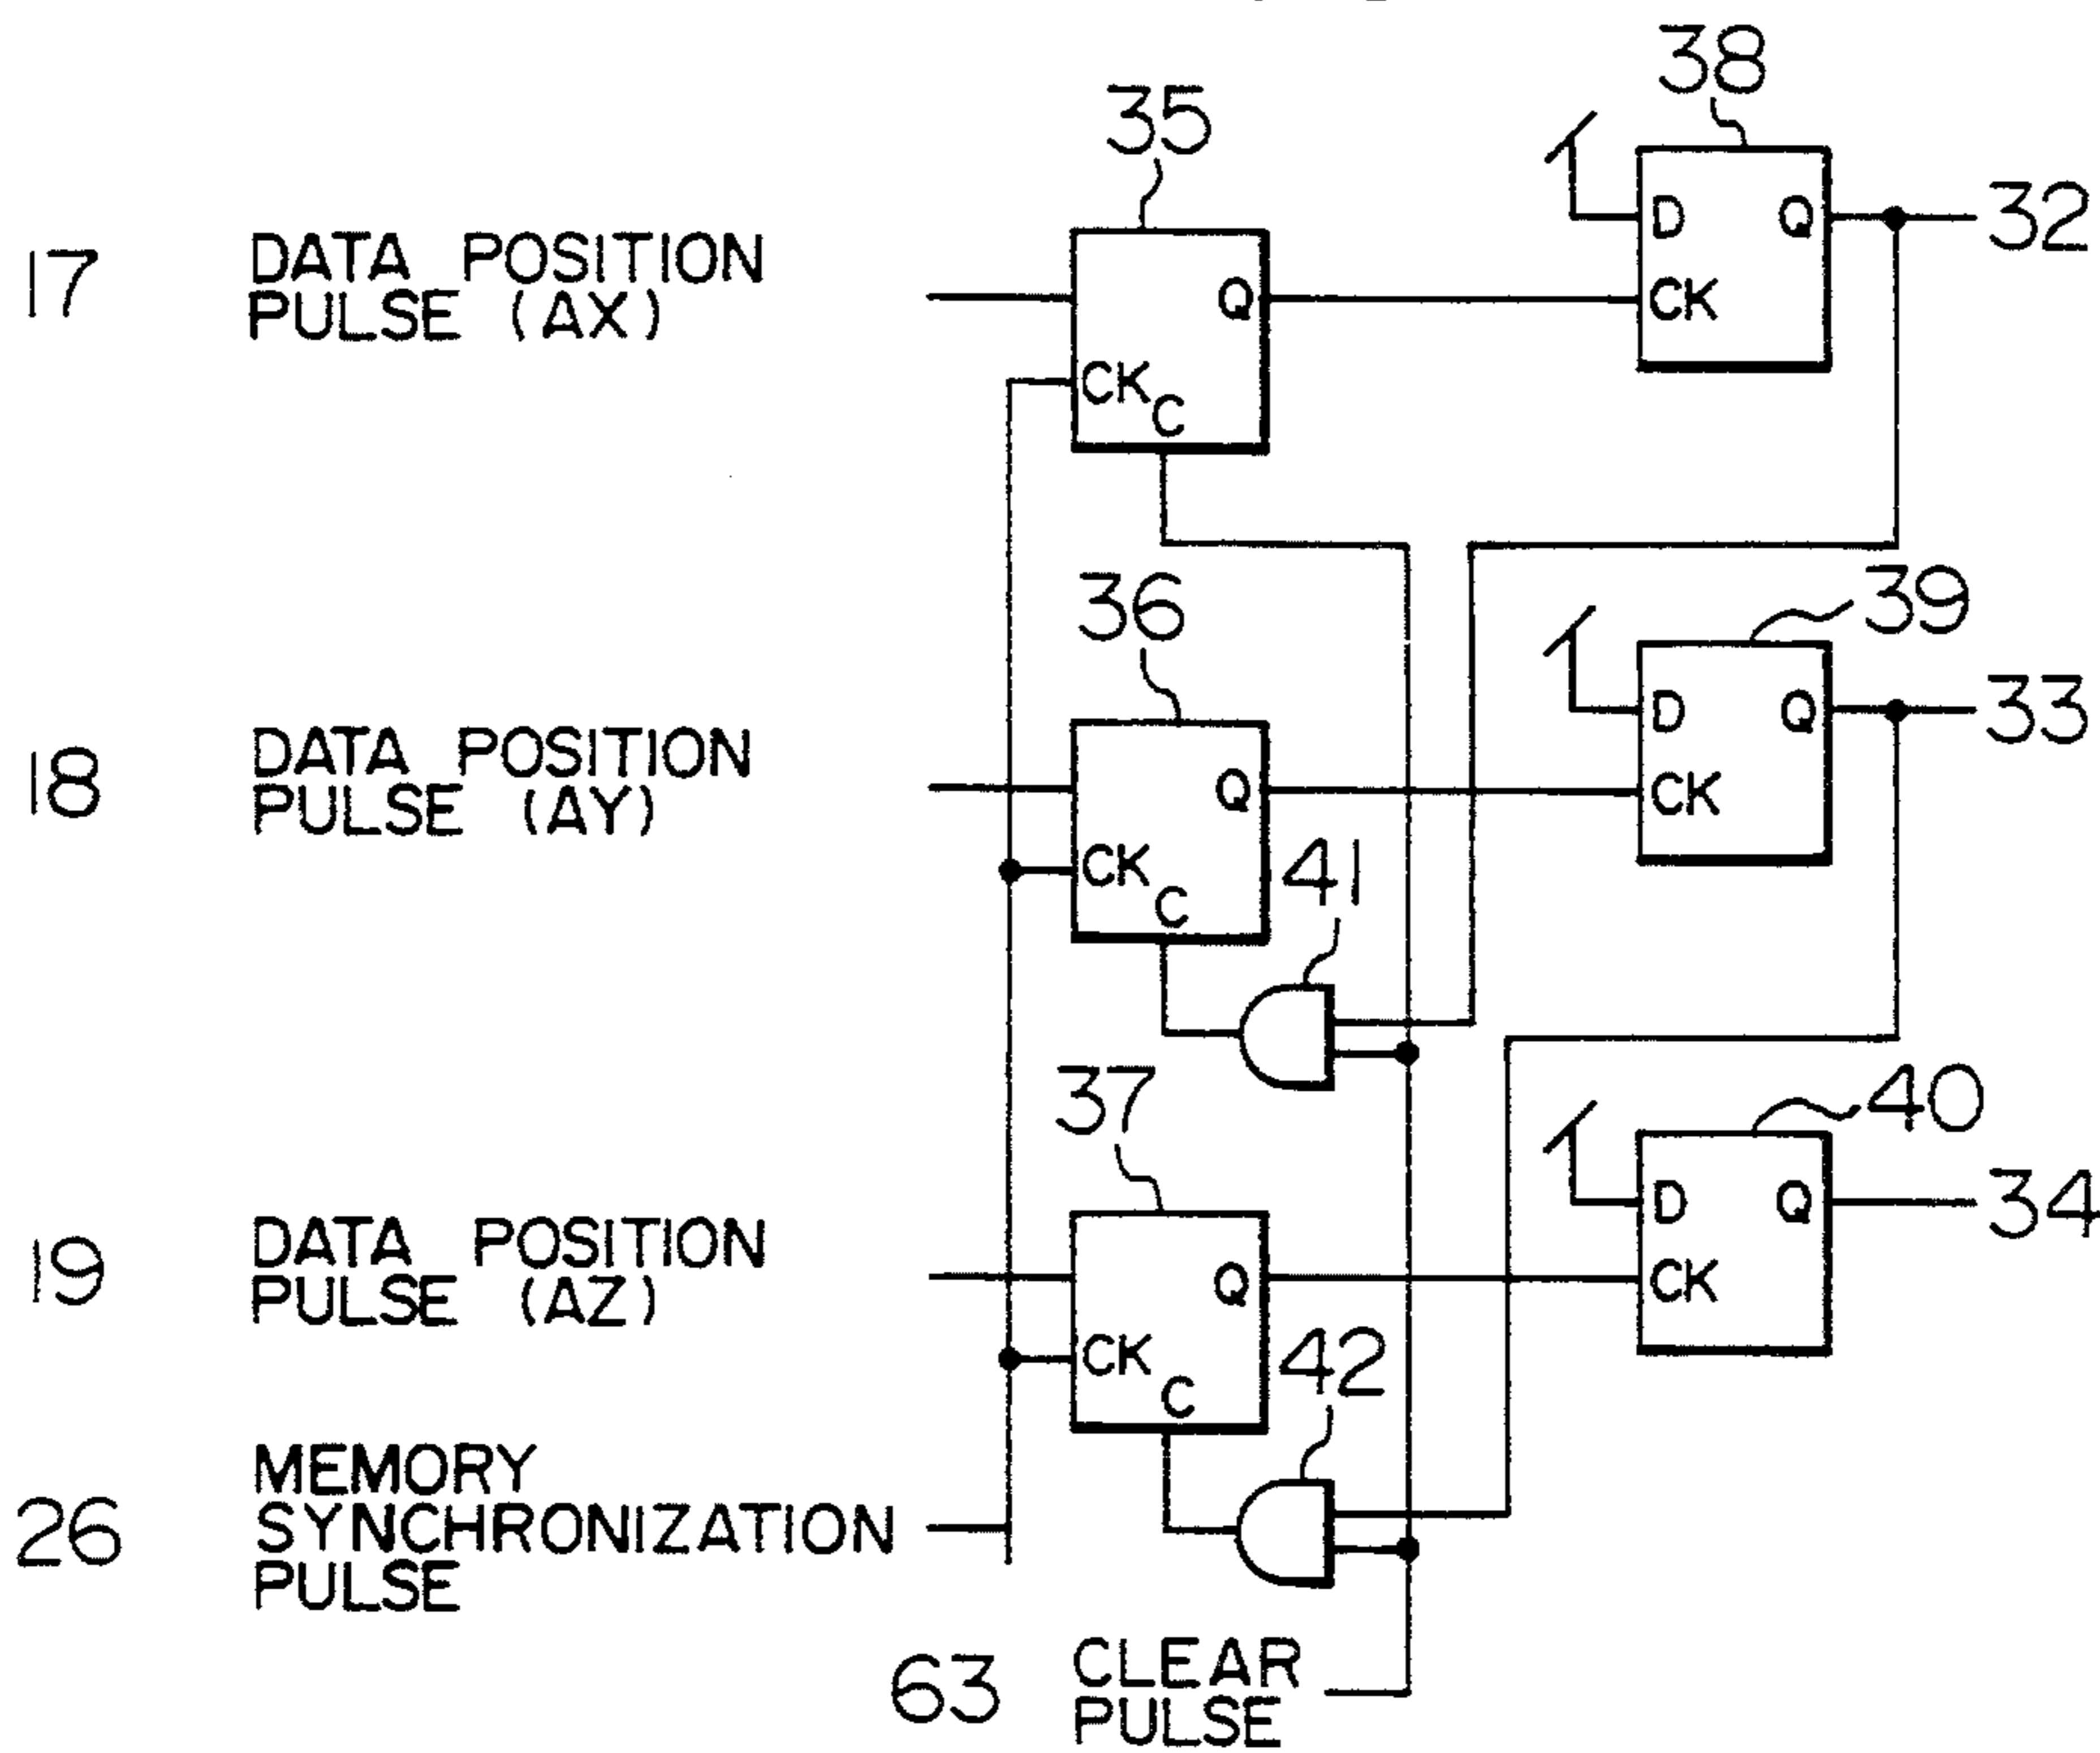 38
35
D Q 32
17 DATA POSITION
PULSE (AX)
Q CK
CK C
36 39
D Q 33
18 DATA POSITION
PULSE (AY)
Q CK
CK C 41
37 40
D Q 34
19 DATA POSITION
PULSE (AZ)
Q CK
CK C 42
26 MEMORY
SYNCHRONIZATION
PULSE
63 CLEAR
PULSE